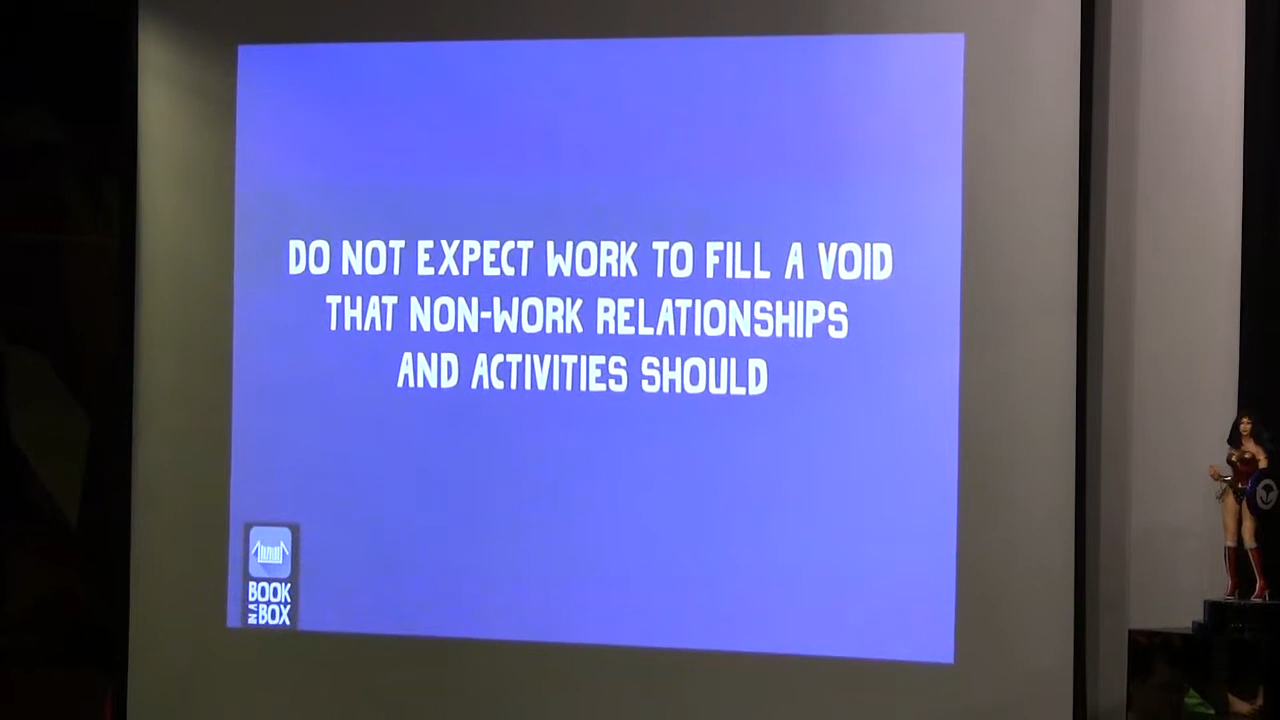 DO NOT EXPECT WORK TO FILL A VOID
THAT NON-WORK RELATIONSHIPS
AND ACTIVITIES SHOULD
BOOK
IN A BOX